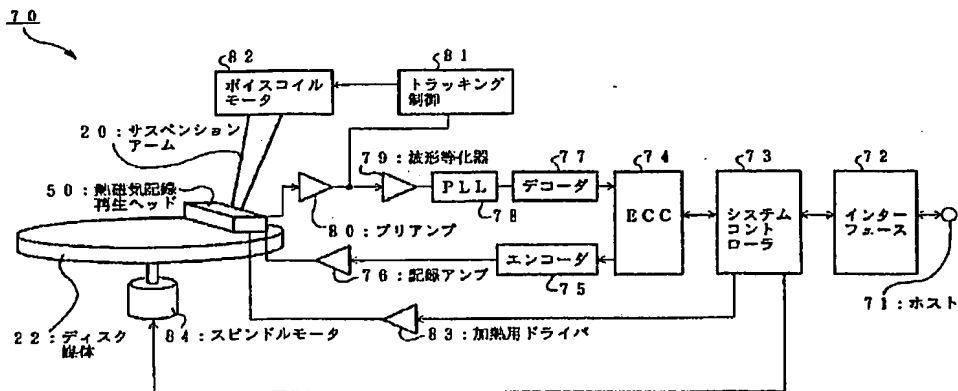 70
82
ボイスコイル
モータ
81
トラッキング
制御
20:サスペンション
アーム
79:波形等化器
77
デコーダ
74
ECC
73
システム
コント
ローラ
72
インター
フェース
PLL
78
50:熱磁気記録
再生ヘッド
80:プリアンプ
エンコーダ
75
76:記録アンプ
71:ホスト
22:ディスク
媒体
84:スピンドルモータ
83:加熱用ドライバ